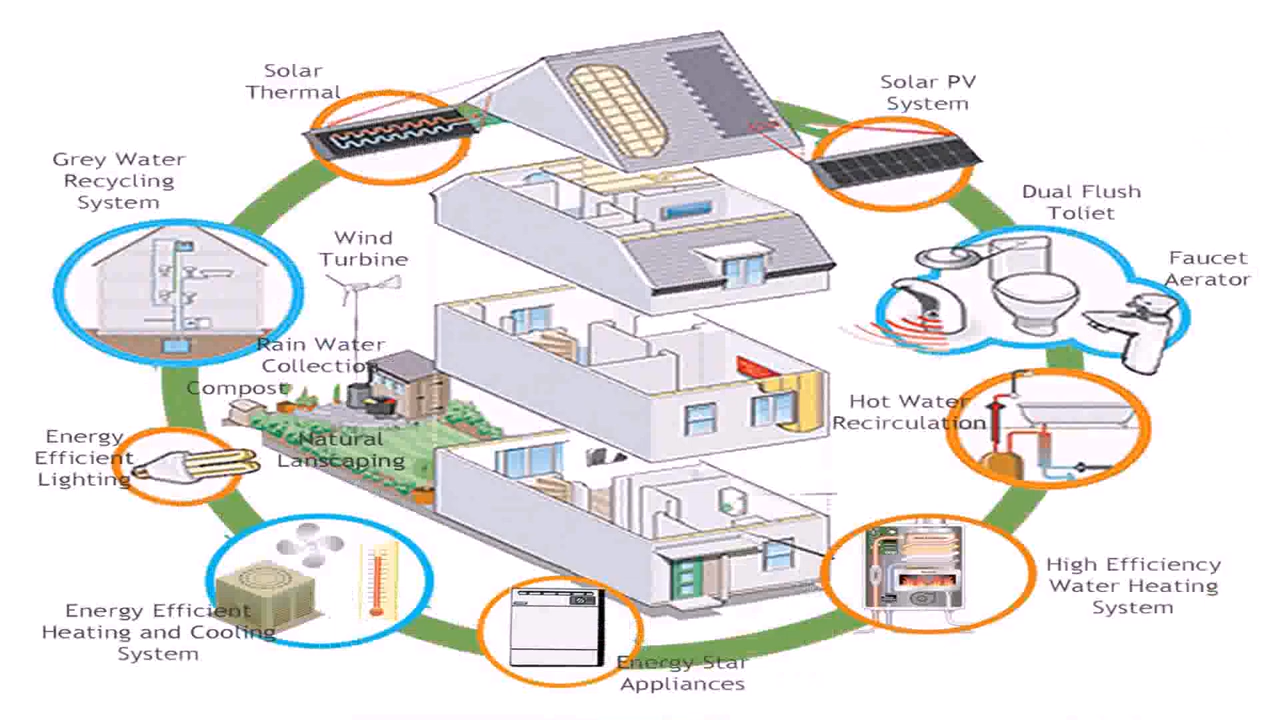 Solar
Thermal
Solar PV
System
Grey Water
Recycling
System
Dual Flush
Toliet
Wind
Turbine
Faucet
Aerator
Rain Water
Collection
Compost
Hot Water
Recirculation
Energy
Efficient
Lighting
Natural
Lanscaping
High Efficiency
Water Heating
System
Energy Efficient
Heating and Cooling
System
Energy Star
Appliances